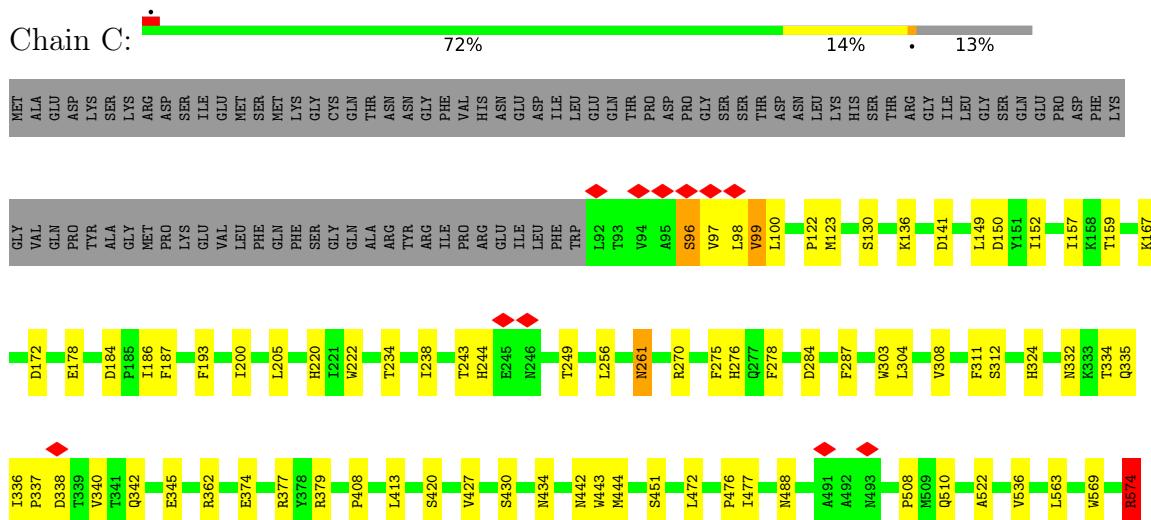 Chain C: • 72% 14% • 13%
MET ALA GLU ASP LYS SER LYS ARG ASP SER ILE GLU MET SER MET LYS GLY CYS GLN THR ASN ASN GLY PHE VAL HIS ASN GLU ASP ILE LEU GLU GLN THR PRO ASP PRO GLY SER SER THR ASP ASN LEU LYS HIS SER THR ARG GLY ILE LEU GLY SER GLN GLU PRO ASP PHE LYS
GLY VAL GLN PRO TYR ALA GLY MET PRO LYS GLU VAL LEU PHE GLN PHE SER GLY GLN ALA ARG TYR ARG ILE PRO ARG GLU ILE LEU PHE TRP L92 T93 V94 A95 S96 V97 L98 V99 L100 P122 M123 S130 K136 D141 L149 D150 Y151 I152 I157 K158 T159 K167
D172 E178 D184 P185 I186 F187 F193 I200 L205 H220 I221 W222 T234 I238 T243 H244 E245 N246 T249 L256 N261 R270 F275 H276 Q277 F278 D284 F287 W303 L304 V308 F311 S312 H324 N332 K333 T334 Q335
I336 P337 D338 T339 V340 T341 Q342 E345 R362 E374 R377 Y378 R379 P408 L413 S420 V427 S430 N434 N442 W443 M444 S451 L472 P476 I477 N488 A491 A492 N493 P508 M509 Q510 A522 V536 L563 W569 R574